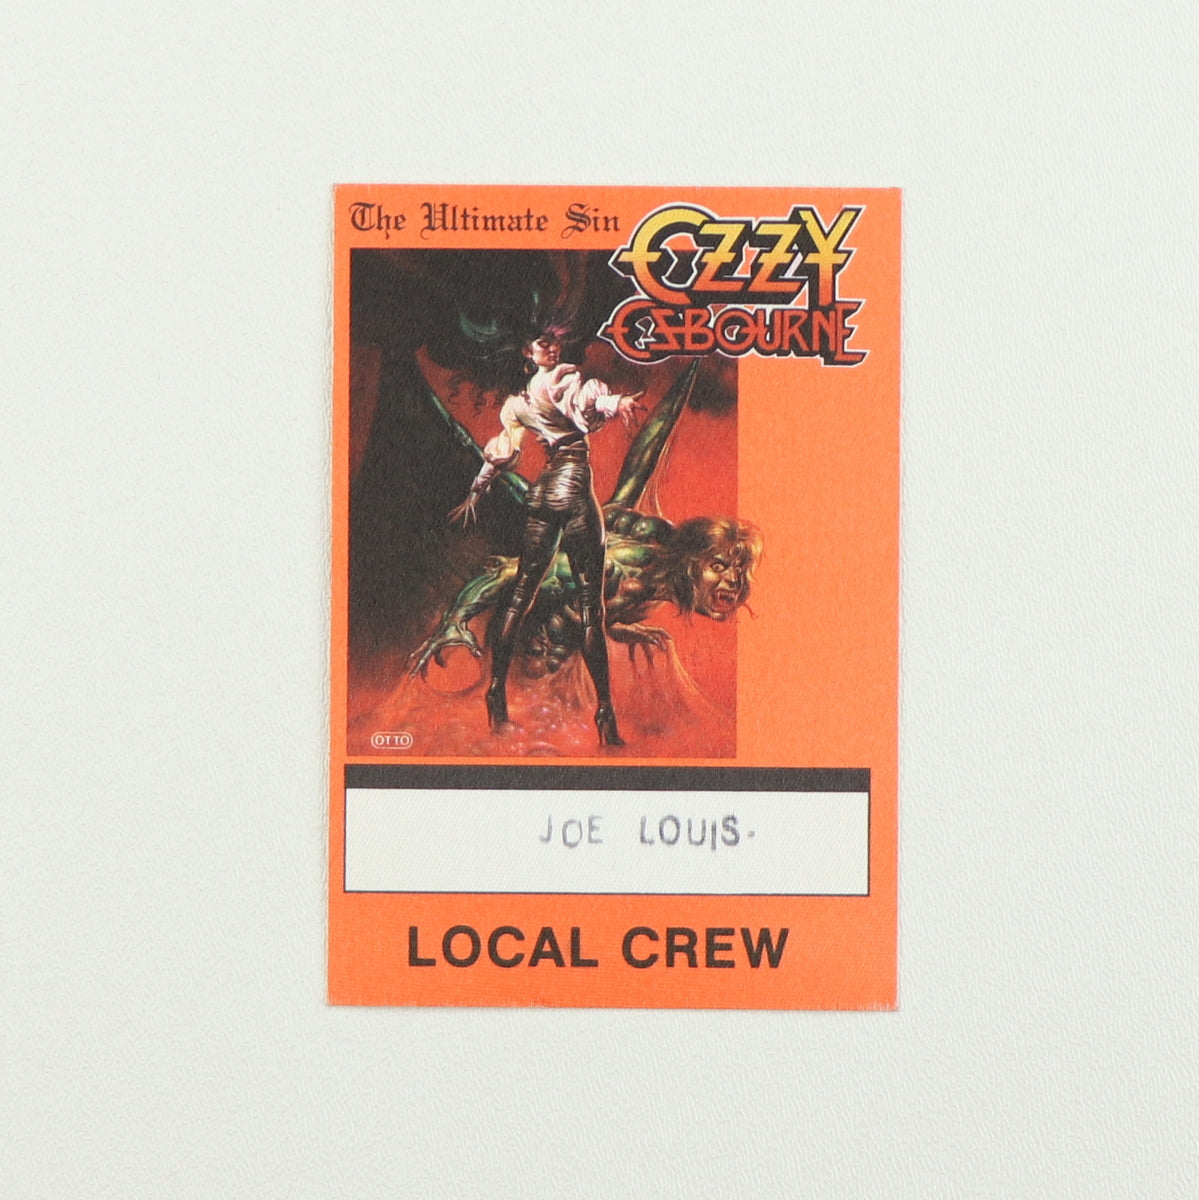 The Ultimate Sin
OZZY
OSBOURNE
OTTO
JOE LOUIS.
LOCAL CREW